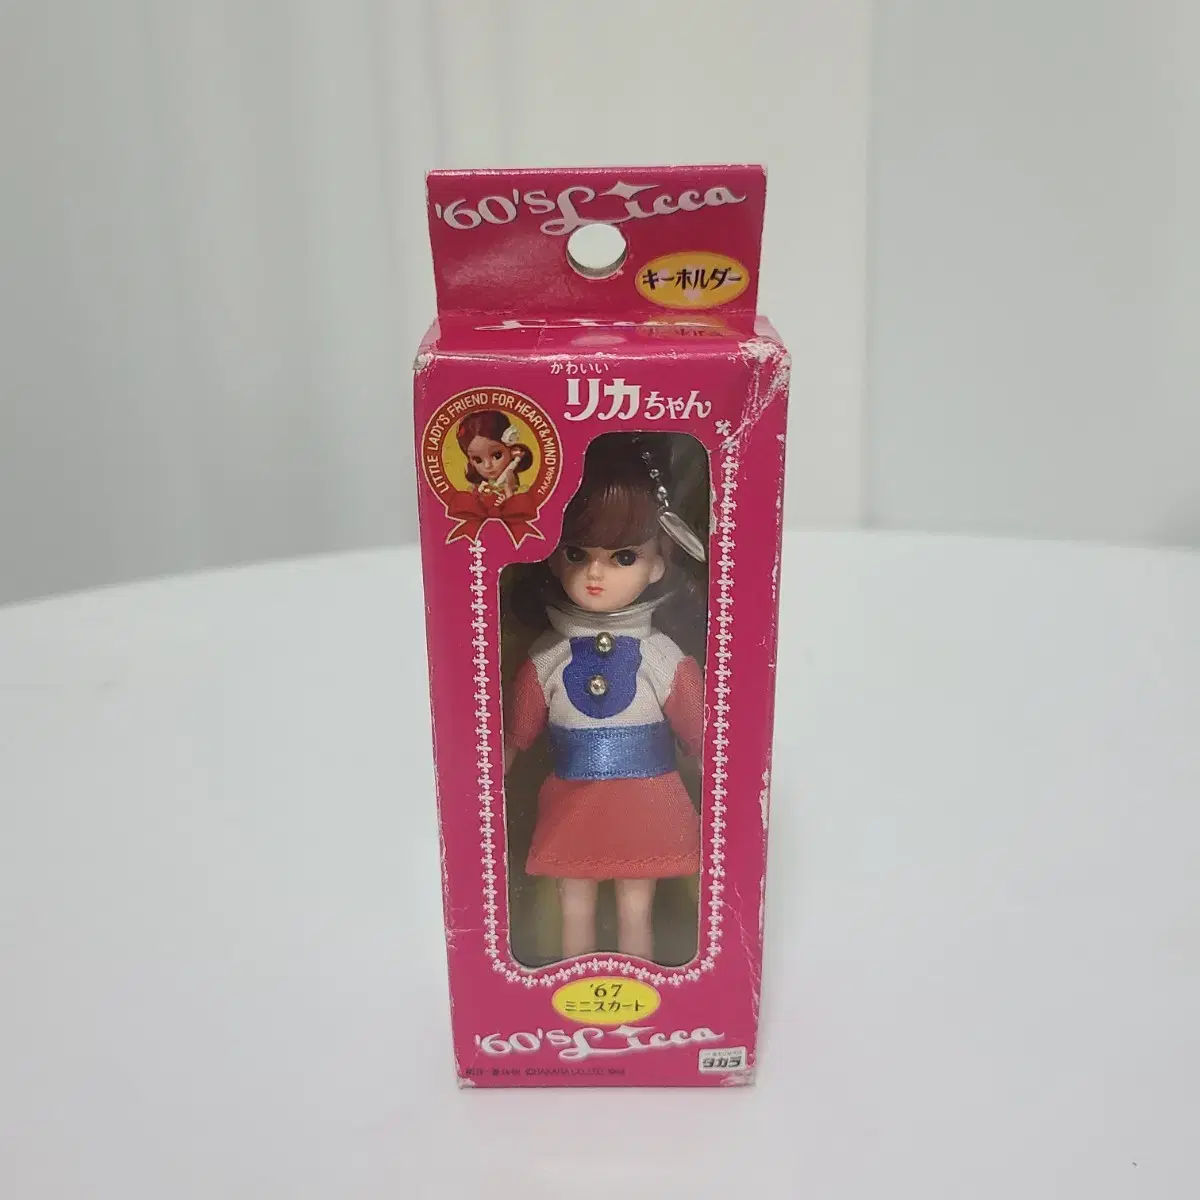 '60's Licca
キーホルダー
かわいい
リカちゃん
LITTLE LADY'S FRIEND FOR HEART&MIND
TAKARA
'67
ミニスカート
'60's Licca
タカラ